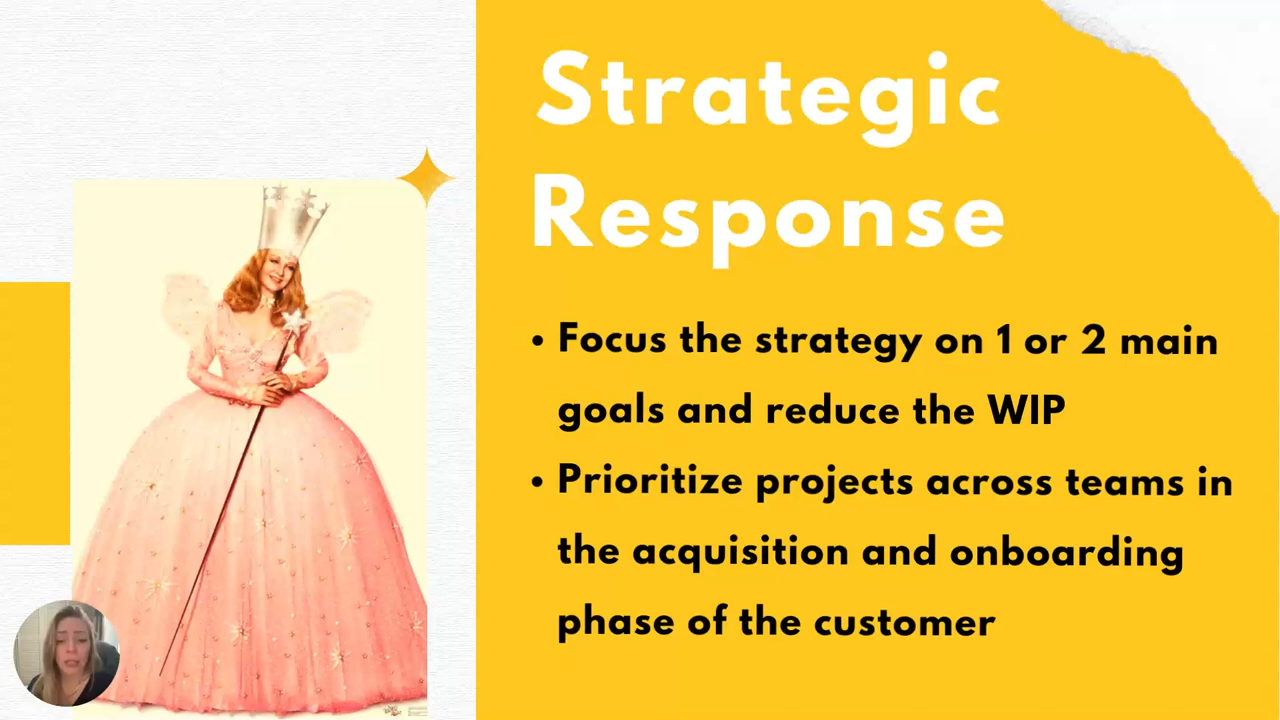 Strategic
Response
• Focus the strategy on 1 or 2 main
goals and reduce the WIP
• Prioritize projects across teams in
the acquisition and onboarding
phase of the customer